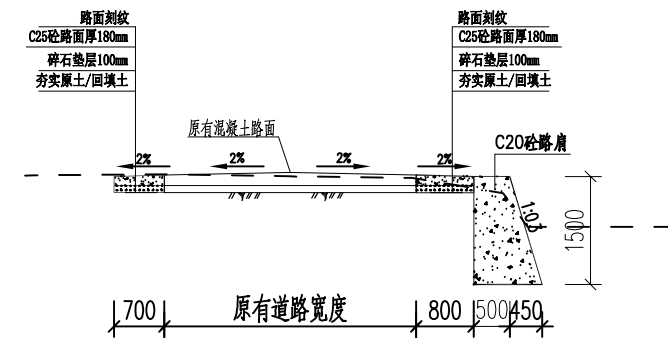 路面刻纹
C25砼路面厚180mm
碎石垫层100mm
夯实原土/回填土
路面刻纹
C25砼路面厚180mm
碎石垫层100mm
夯实原土/回填土
原有混凝土路面
C20砼路肩
2%
2%
2%
2%
1:0.3
1500
700
原有道路宽度
800
500
450